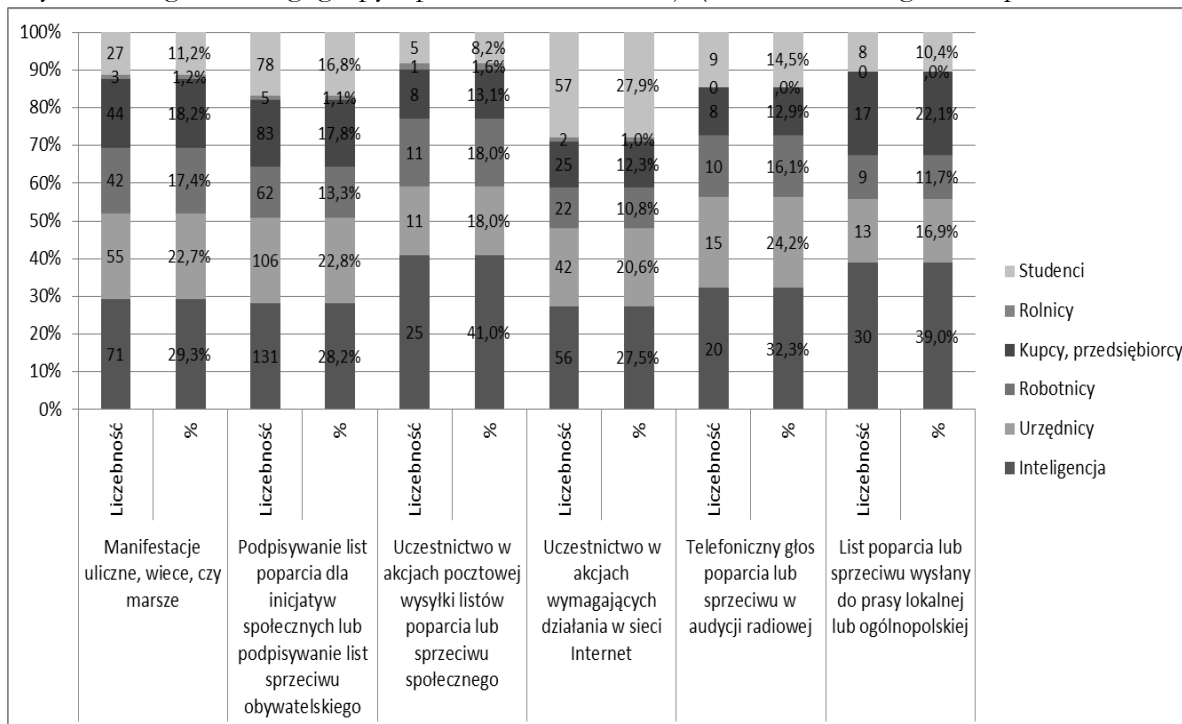 100%
90%
80%
70%
60%
50%
40%
30%
20%
10%
0%
27 11,2% 78 16,8% 5 8,2% 57 27,9% 9 14,5% 8 10,4%
3 1,2% 5 1,1% 1 1,6% 2 1,0% 0 ,0% 0 ,0%
44 18,2% 83 17,8% 8 13,1% 25 12,3% 8 12,9% 17 22,1%
42 17,4% 62 13,3% 11 18,0% 22 10,8% 10 16,1% 9 11,7%
55 22,7% 106 22,8% 11 18,0% 42 20,6% 15 24,2% 13 16,9%
71 29,3% 131 28,2% 25 41,0% 56 27,5% 20 32,3% 30 39,0%
Liczebność % Liczebność % Liczebność % Liczebność % Liczebność % Liczebność %
Manifestacje
uliczne, wiece, czy
marsze
Podpisywanie list
poparcia dla
inicjatyw
społecznych lub
podpisywanie list
sprzeciwu
obywatelskiego
Uczestnictwo w
akcjach pocztowej
wysyłki listów
poparcia lub
sprzeciwu
społecznego
Uczestnictwo w
akcjach
wymagających
działania w sieci
Internet
Telefoniczny głos
poparcia lub
sprzeciwu w
audycji radiowej
List poparcia lub
sprzeciwu wysłany
do prasy lokalnej
lub ogólnopolskiej
Studenci
Rolnicy
Kupcy, przedsiębiorcy
Robotnicy
Urzędnicy
Inteligencja